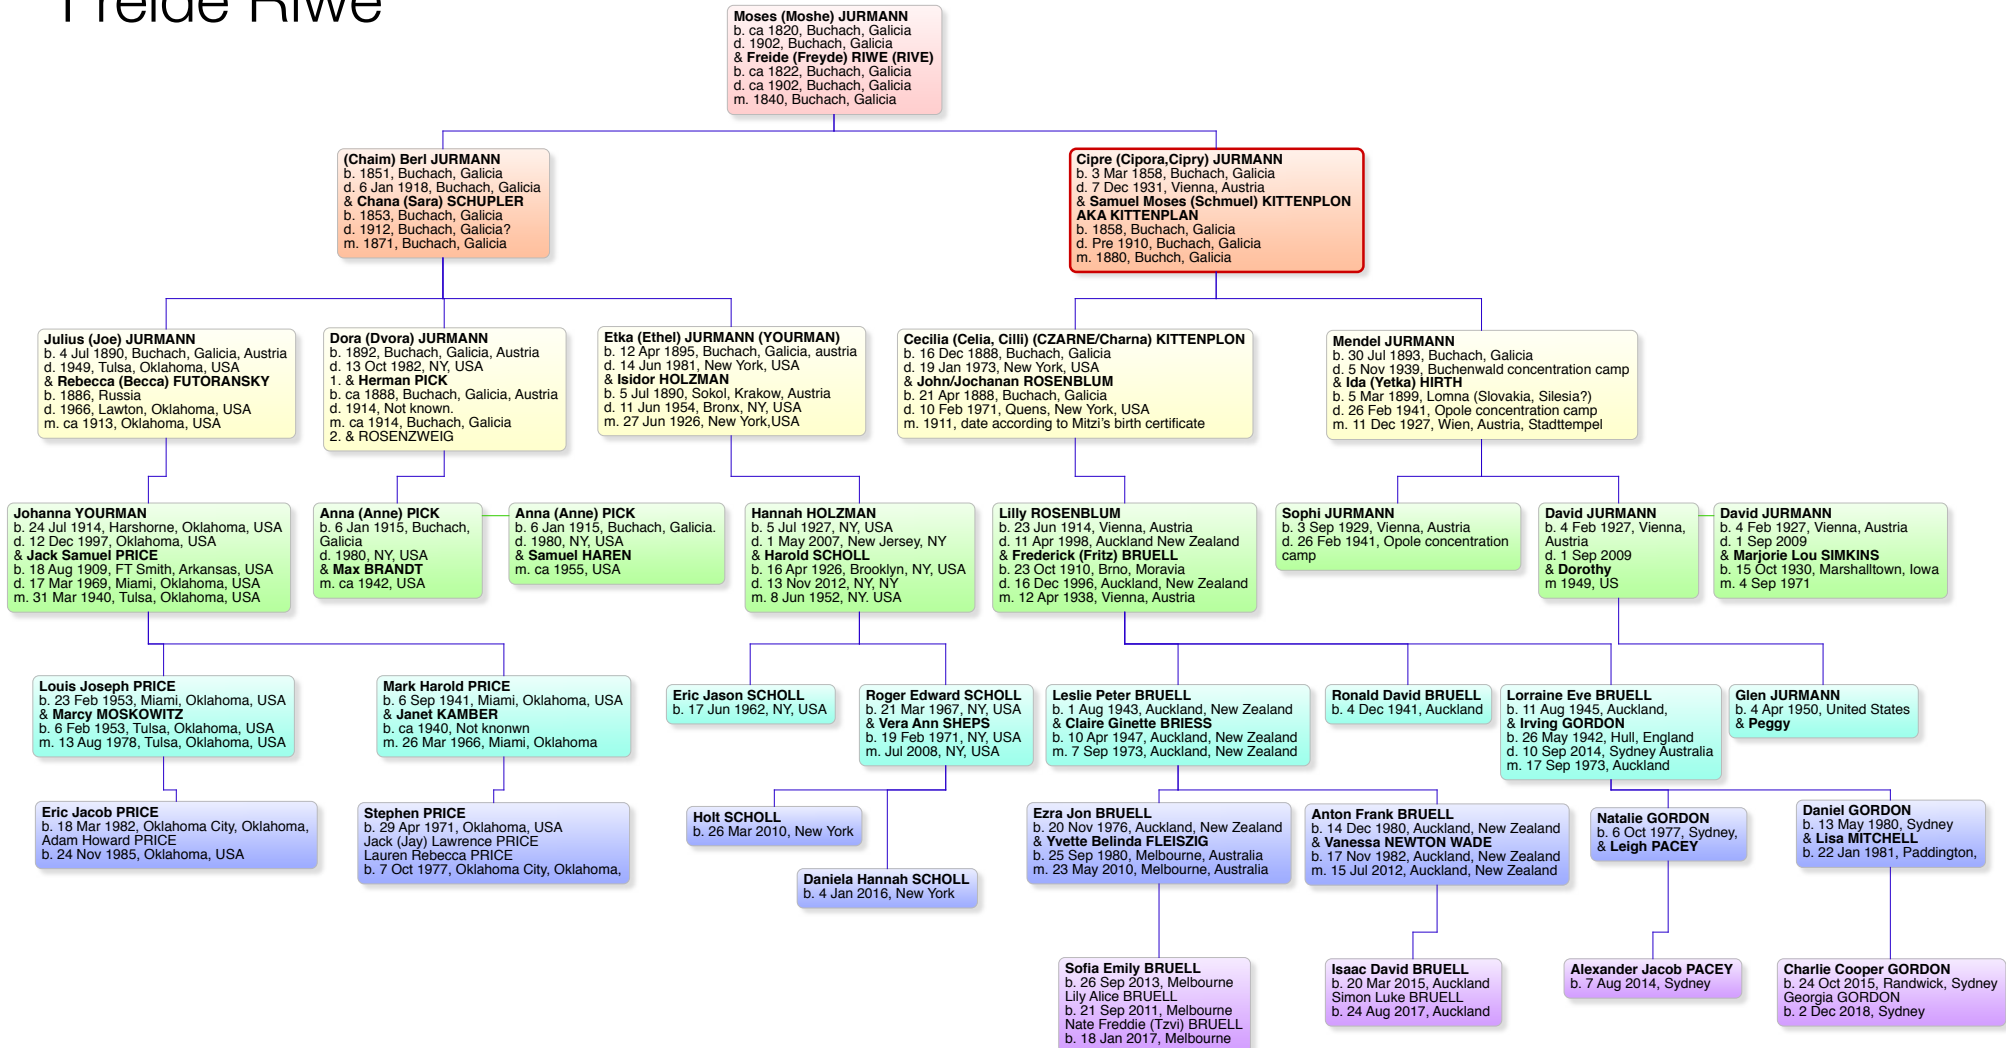 Freide Riwe
Moses (Moshe) JURMANN
b. ca 1820, Buchach, Galicia
d. 1902, Buchach, Galicia
& Freide (Freyde) RIWE (RIVE)
b. ca 1822, Buchach, Galicia
d. ca 1902, Buchach, Galicia
m. 1840, Buchach, Galicia
(Chaim) Berl JURMANN
b. 1851, Buchach, Galicia
d. 6 Jan 1918, Buchach, Galicia
& Chana (Sara) SCHUPLER
b. 1853, Buchach, Galicia
d. 1912, Buchach, Galicia?
m. 1871, Buchach, Galicia
Cipre (Cipora,Cipry) JURMANN
b. 3 Mar 1858, Buchach, Galicia
d. 7 Dec 1931, Vienna, Austria
& Samuel Moses (Schmuel) KITTENPLON
AKA KITTENPLAN
b. 1858, Buchach, Galicia
d. Pre 1910, Buchach, Galicia
m. 1880, Buchch, Galicia
Julius (Joe) JURMANN
b. 4 Jul 1890, Buchach, Galicia, Austria
d. 1949, Tulsa, Oklahoma, USA
& Rebecca (Becca) FUTORANSKY
b. 1886, Russia
d. 1966, Lawton, Oklahoma, USA
m. ca 1913, Oklahoma, USA
Dora (Dvora) JURMANN
b. 1892, Buchach, Galicia, Austria
d. 13 Oct 1982, NY, USA
1. & Herman PICK
b. ca 1888, Buchach, Galicia, Austria
d. 1914, Not known.
m. ca 1914, Buchach, Galicia
2. & ROSENZWEIG
Etka (Ethel) JURMANN (YOURMAN)
b. 12 Apr 1895, Buchach, Galicia, austria
d. 14 Jun 1981, New York, USA
& Isidor HOLZMAN
b. 5 Jul 1890, Sokol, Krakow, Austria
d. 11 Jun 1954, Bronx, NY, USA
m. 27 Jun 1926, New York,USA
Cecilia (Celia, Cilli) (CZARNE/Charna) KITTENPLON
b. 16 Dec 1888, Buchach, Galicia
d. 19 Jan 1973, New York, USA
& John/Jochanan ROSENBLUM
b. 21 Apr 1888, Buchach, Galicia
d. 10 Feb 1971, Quens, New York, USA
m. 1911, date according to Mitzi's birth certificate
Mendel JURMANN
b. 30 Jul 1893, Buchach, Galicia
d. 5 Nov 1939, Buchenwald concentration camp
& Ida (Yetka) HIRTH
b. 5 Mar 1899, Lomna (Slovakia, Silesia?)
d. 26 Feb 1941, Opole concentration camp
m. 11 Dec 1927, Wien, Austria, Stadttempel
Johanna YOURMAN
b. 24 Jul 1914, Harshorne, Oklahoma, USA
d. 12 Dec 1997, Oklahoma, USA
& Jack Samuel PRICE
b. 18 Aug 1909, FT Smith, Arkansas, USA
d. 17 Mar 1969, Miami, Oklahoma, USA
m. 31 Mar 1940, Tulsa, Oklahoma, USA
Anna (Anne) PICK
b. 6 Jan 1915, Buchach,
Galicia
d. 1980, NY, USA
& Max BRANDT
m. ca 1942, USA
Anna (Anne) PICK
b. 6 Jan 1915, Buchach, Galicia.
d. 1980, NY, USA
& Samuel HAREN
m. ca 1955, USA
Hannah HOLZMAN
b. 5 Jul 1927, NY, USA
d. 1 May 2007, New Jersey, NY
& Harold SCHOLL
b. 16 Apr 1926, Brooklyn, NY, USA
d. 13 Nov 2012, NY, NY
m. 8 Jun 1952, NY. USA
Lilly ROSENBLUM
b. 23 Jun 1914, Vienna, Austria
d. 11 Apr 1998, Auckland New Zealand
& Frederick (Fritz) BRUELL
b. 23 Oct 1910, Brno, Moravia
d. 16 Dec 1996, Auckland, New Zealand
m. 12 Apr 1938, Vienna, Austria
Sophi JURMANN
b. 3 Sep 1929, Vienna, Austria
d. 26 Feb 1941, Opole concentration
camp
David JURMANN
b. 4 Feb 1927, Vienna,
Austria
d. 1 Sep 2009
& Dorothy
m 1949, US
David JURMANN
b. 4 Feb 1927, Vienna, Austria
d. 1 Sep 2009
& Marjorie Lou SIMKINS
b. 15 Oct 1930, Marshalltown, Iowa
m. 4 Sep 1971
Louis Joseph PRICE
b. 23 Feb 1953, Miami, Oklahoma, USA
& Marcy MOSKOWITZ
b. 6 Feb 1953, Tulsa, Oklahoma, USA
m. 13 Aug 1978, Tulsa, Oklahoma, USA
Mark Harold PRICE
b. 6 Sep 1941, Miami, Oklahoma, USA
& Janet KAMBER
b. ca 1940, Not knonwn
m. 26 Mar 1966, Miami, Oklahoma
Eric Jason SCHOLL
b. 17 Jun 1962, NY, USA
Roger Edward SCHOLL
b. 21 Mar 1967, NY, USA
& Vera Ann SHEPS
b. 19 Feb 1971, NY, USA
m. Jul 2008, NY, USA
Leslie Peter BRUELL
b. 1 Aug 1943, Auckland, New Zealand
& Claire Ginette BRIESS
b. 10 Apr 1947, Auckland, New Zealand
m. 7 Sep 1973, Auckland, New Zealand
Ronald David BRUELL
b. 4 Dec 1941, Auckland
Lorraine Eve BRUELL
b. 11 Aug 1945, Auckland,
& Irving GORDON
b. 26 May 1942, Hull, England
d. 10 Sep 2014, Sydney Australia
m. 17 Sep 1973, Auckland
Glen JURMANN
b. 4 Apr 1950, United States
& Peggy
Eric Jacob PRICE
b. 18 Mar 1982, Oklahoma City, Oklahoma,
Adam Howard PRICE
b. 24 Nov 1985, Oklahoma, USA
Stephen PRICE
b. 29 Apr 1971, Oklahoma, USA
Jack (Jay) Lawrence PRICE
Lauren Rebecca PRICE
b. 7 Oct 1977, Oklahoma City, Oklahoma,
Holt SCHOLL
b. 26 Mar 2010, New York
Daniela Hannah SCHOLL
b. 4 Jan 2016, New York
Ezra Jon BRUELL
b. 20 Nov 1976, Auckland, New Zealand
& Yvette Belinda FLEISZIG
b. 25 Sep 1980, Melbourne, Australia
m. 23 May 2010, Melbourne, Australia
Anton Frank BRUELL
b. 14 Dec 1980, Auckland, New Zealand
& Vanessa NEWTON WADE
b. 17 Nov 1982, Auckland, New Zealand
m. 15 Jul 2012, Auckland, New Zealand
Natalie GORDON
b. 6 Oct 1977, Sydney,
& Leigh PACEY
Daniel GORDON
b. 13 May 1980, Sydney
& Lisa MITCHELL
b. 22 Jan 1981, Paddington,
Sofia Emily BRUELL
b. 26 Sep 2013, Melbourne
Lily Alice BRUELL
b. 21 Sep 2011, Melbourne
Nate Freddie (Tzvi) BRUELL
b. 18 Jan 2017, Melbourne
Isaac David BRUELL
b. 20 Mar 2015, Auckland
Simon Luke BRUELL
b. 24 Aug 2017, Auckland
Alexander Jacob PACEY
b. 7 Aug 2014, Sydney
Charlie Cooper GORDON
b. 24 Oct 2015, Randwick, Sydney
Georgia GORDON
b. 2 Dec 2018, Sydney